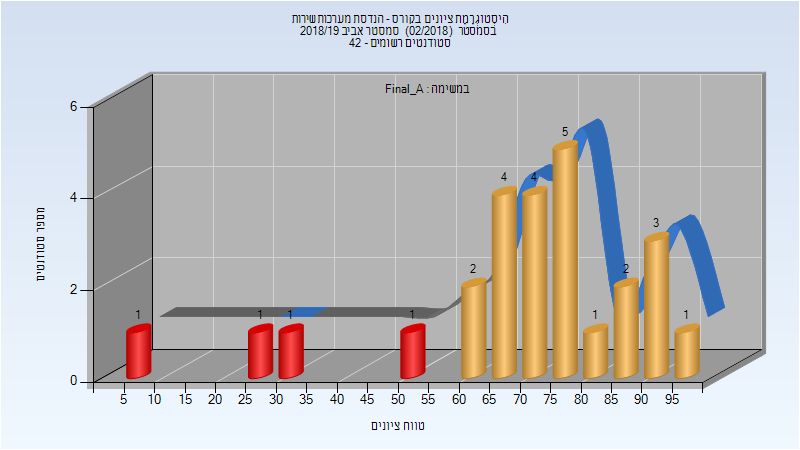 היסטוגרמת ציונים בקורס - הנדסת מערכות שירות
בסמסטר (02/2018) סמסטר אביב 2018/19
סטודנטים רשומים - 42
במשימה : Final_A
מספר סטודנטים
6
4
2
0
1
1
1
1
2
4
4
5
1
2
3
1
5 10 15 20 25 30 35 40 45 50 55 60 65 70 75 80 85 90 95
טווח ציונים